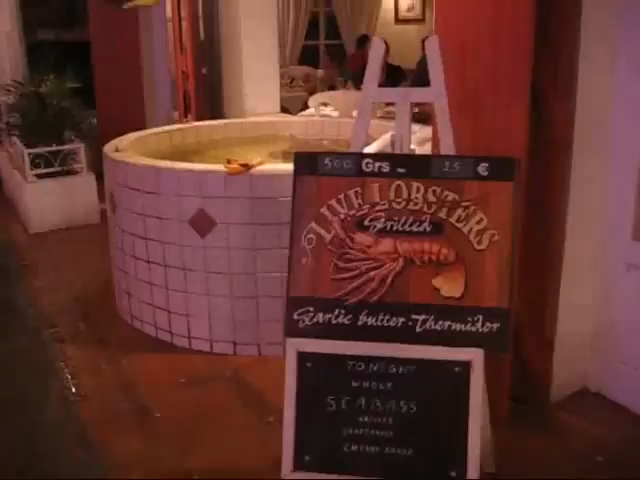 500 Grs - 25 €
LIVE LOBSTERS
Grilled
Garlic butter - Thermidor
TONIGHT
WHOLE
SEABASS